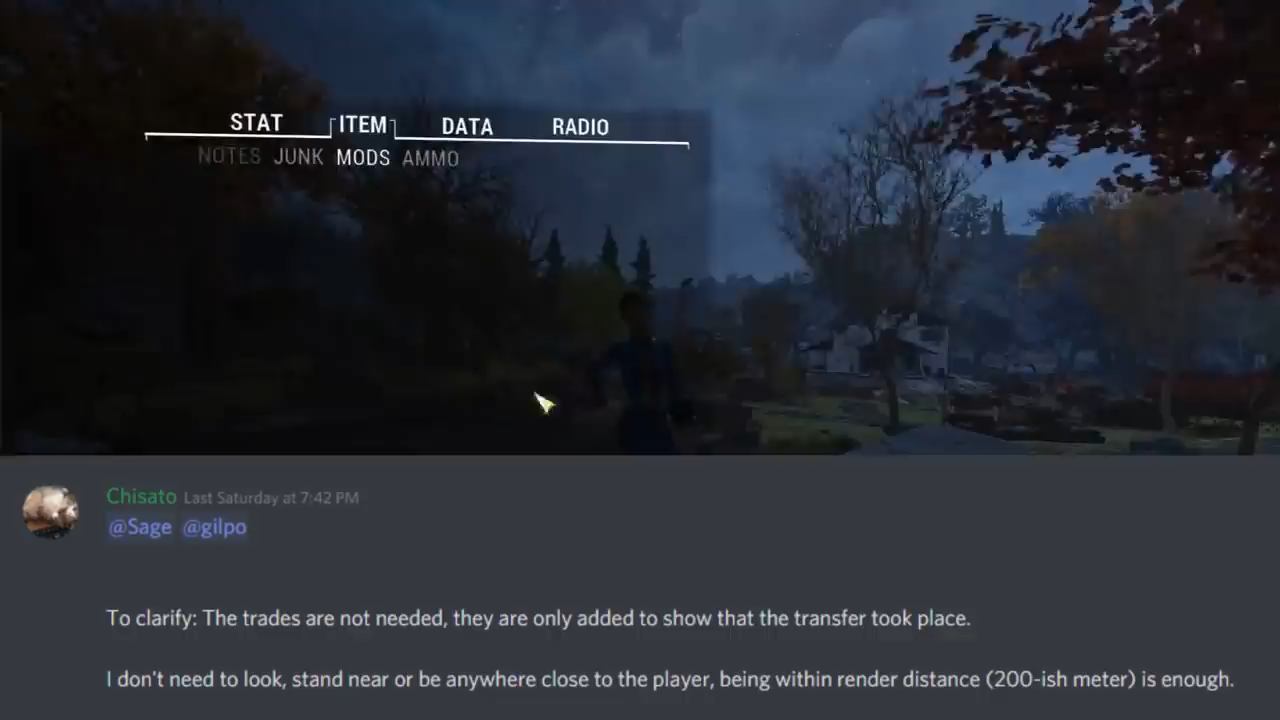 STAT ITEM DATA RADIO
NOTES JUNK MODS AMMO
Chisato Last Saturday at 7:42 PM
@Sage @gilpo
To clarify: The trades are not needed, they are only added to show that the transfer took place.
I don't need to look, stand near or be anywhere close to the player, being within render distance (200-ish meter) is enough.